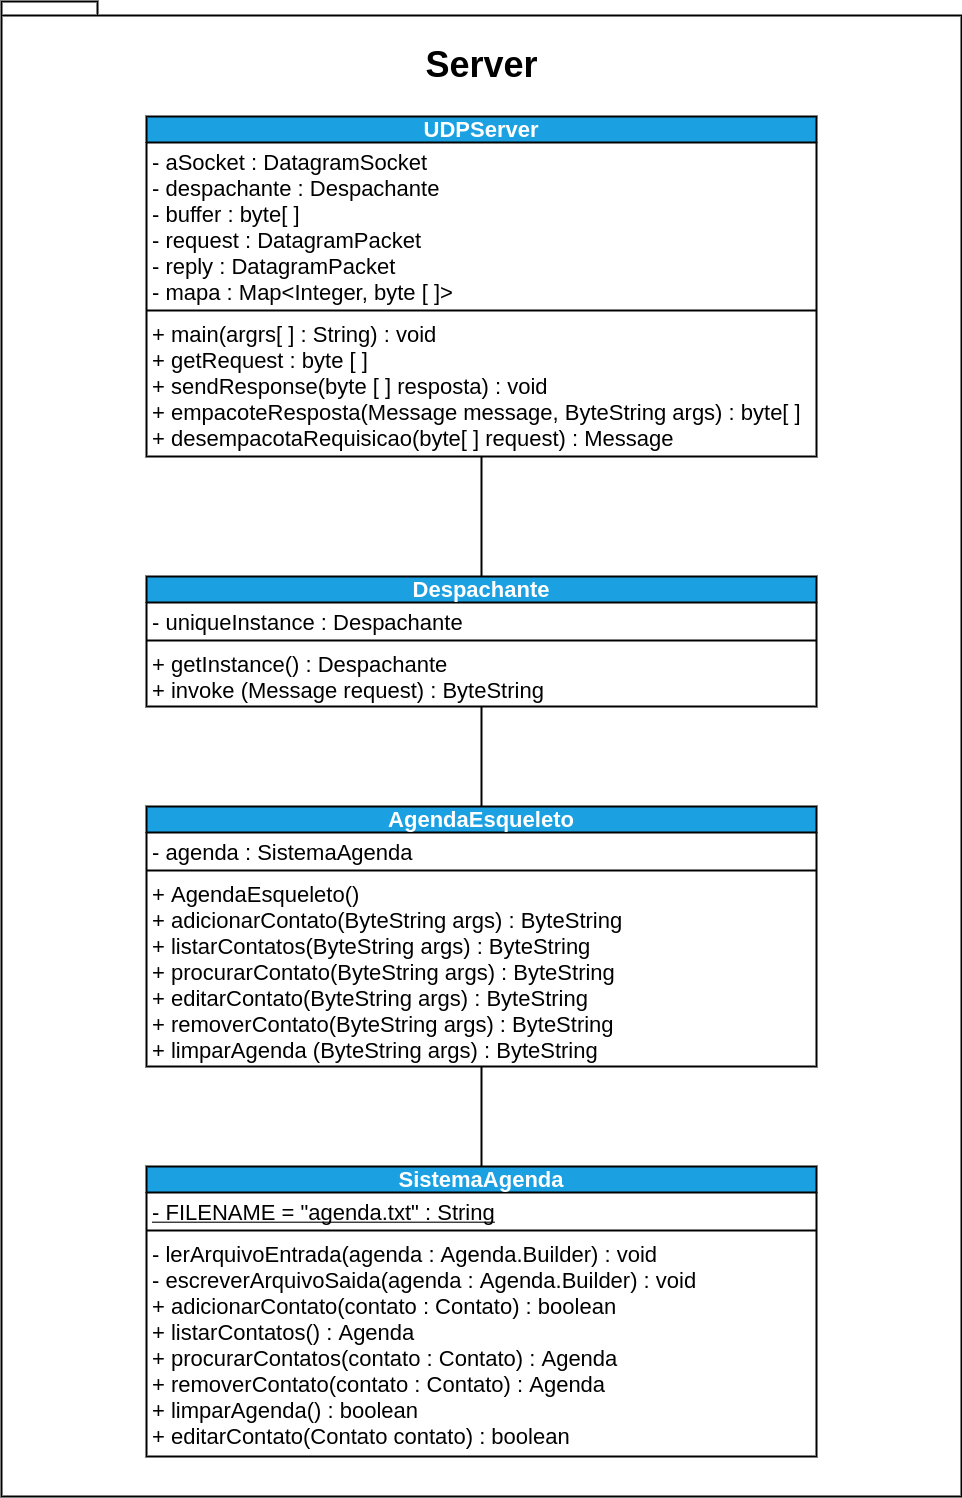 Server
UDPServer
- aSocket : DatagramSocket
- despachante : Despachante
- buffer : byte[ ]
- request : DatagramPacket
- reply : DatagramPacket
- mapa : Map<Integer, byte [ ]>
+ main(argrs[ ] : String) : void
+ getRequest : byte [ ]
+ sendResponse(byte [ ] resposta) : void
+ empacoteResposta(Message message, ByteString args) : byte[ ]
+ desempacotaRequisicao(byte[ ] request) : Message
Despachante
- uniqueInstance : Despachante
+ getInstance() : Despachante
+ invoke (Message request) : ByteString
AgendaEsqueleto
- agenda : SistemaAgenda
+ AgendaEsqueleto()
+ adicionarContato(ByteString args) : ByteString
+ listarContatos(ByteString args) : ByteString
+ procurarContato(ByteString args) : ByteString
+ editarContato(ByteString args) : ByteString
+ removerContato(ByteString args) : ByteString
+ limparAgenda (ByteString args) : ByteString
SistemaAgenda
- FILENAME = "agenda.txt" : String
- lerArquivoEntrada(agenda : Agenda.Builder) : void
- escreverArquivoSaida(agenda : Agenda.Builder) : void
+ adicionarContato(contato : Contato) : boolean
+ listarContatos() : Agenda
+ procurarContatos(contato : Contato) : Agenda
+ removerContato(contato : Contato) : Agenda
+ limparAgenda() : boolean
+ editarContato(Contato contato) : boolean